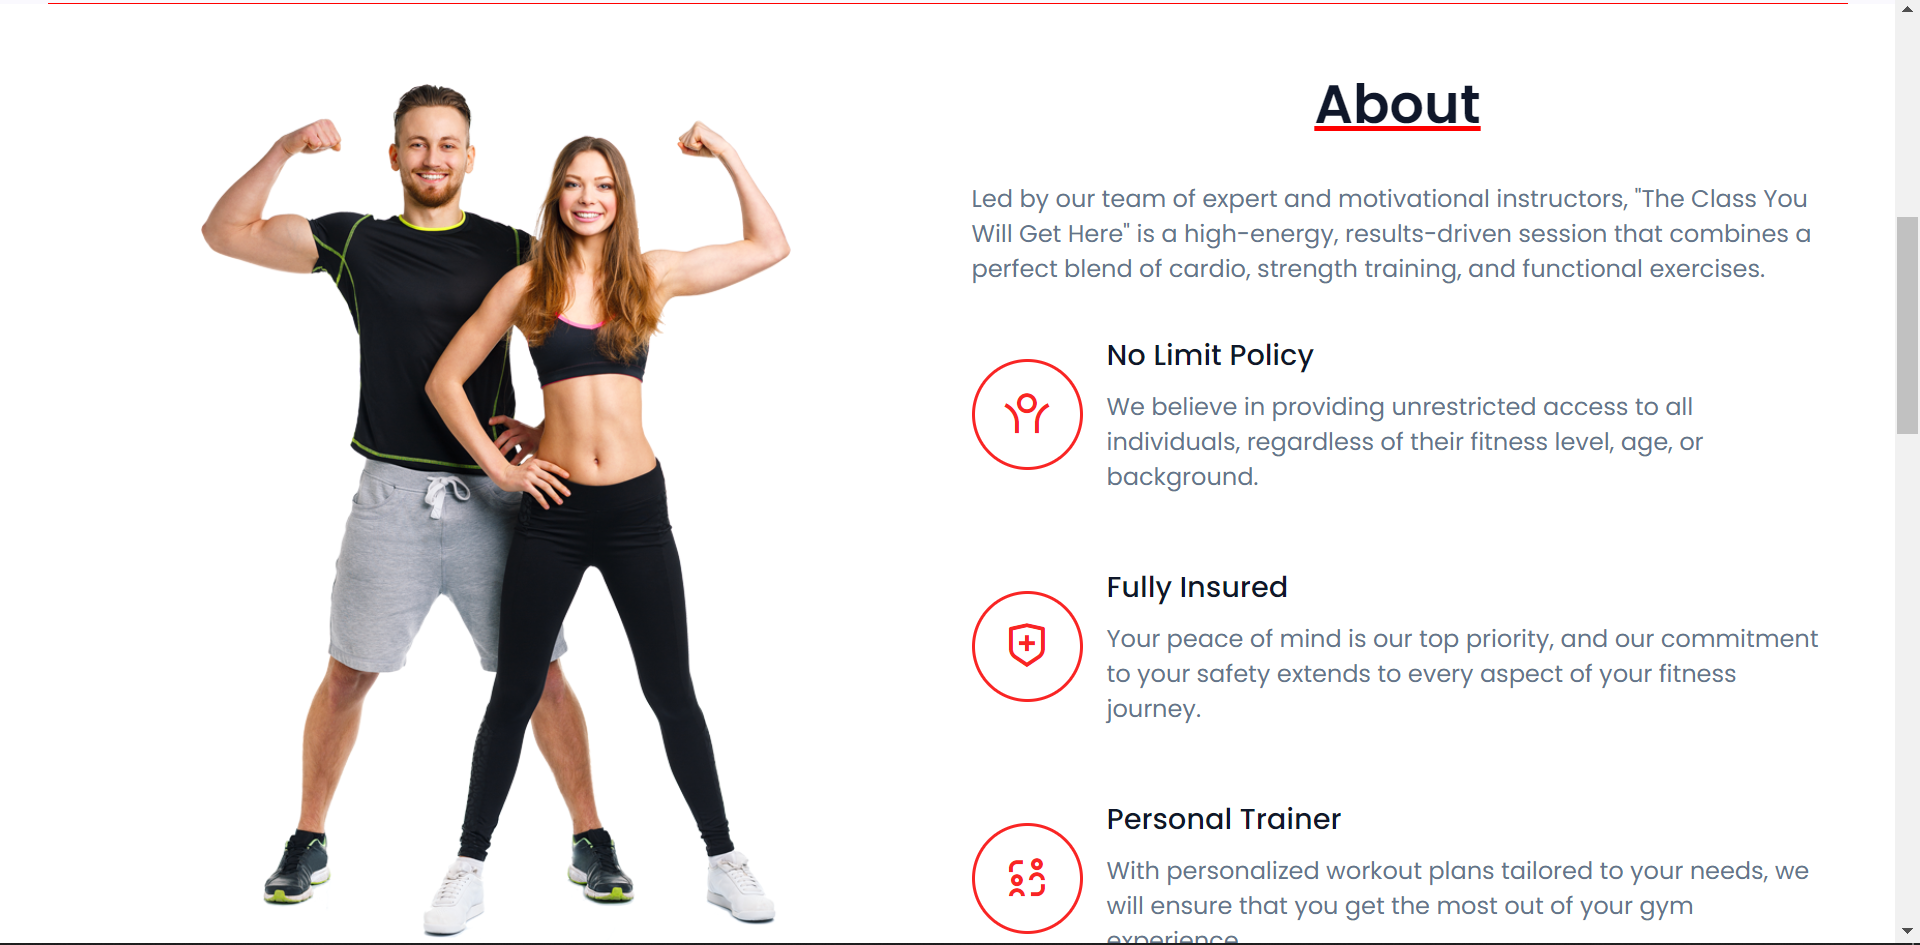 About
Led by our team of expert and motivational instructors, "The Class You
Will Get Here" is a high-energy, results-driven session that combines a
perfect blend of cardio, strength training, and functional exercises.
No Limit Policy
We believe in providing unrestricted access to all
individuals, regardless of their fitness level, age, or
background.
Fully Insured
Your peace of mind is our top priority, and our commitment
to your safety extends to every aspect of your fitness
journey.
Personal Trainer
With personalized workout plans tailored to your needs, we
will ensure that you get the most out of your gym
experience.